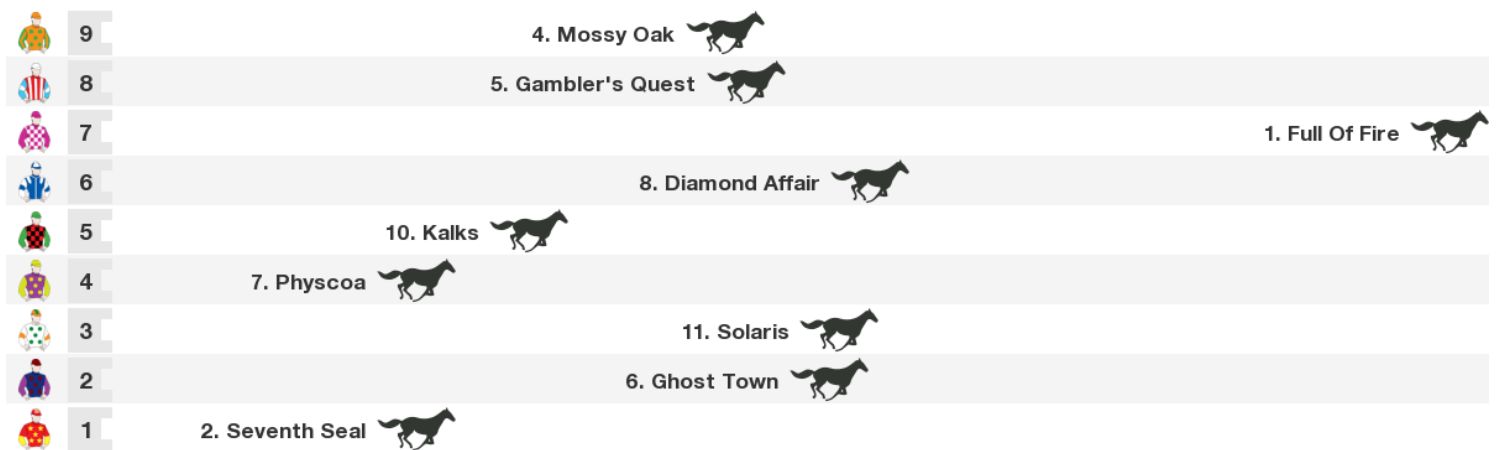 9 4. Mossy Oak
8 5. Gambler's Quest
7 1. Full Of Fire
6 8. Diamond Affair
5 10. Kalks
4 7. Physcoa
3 11. Solaris
2 6. Ghost Town
1 2. Seventh Seal